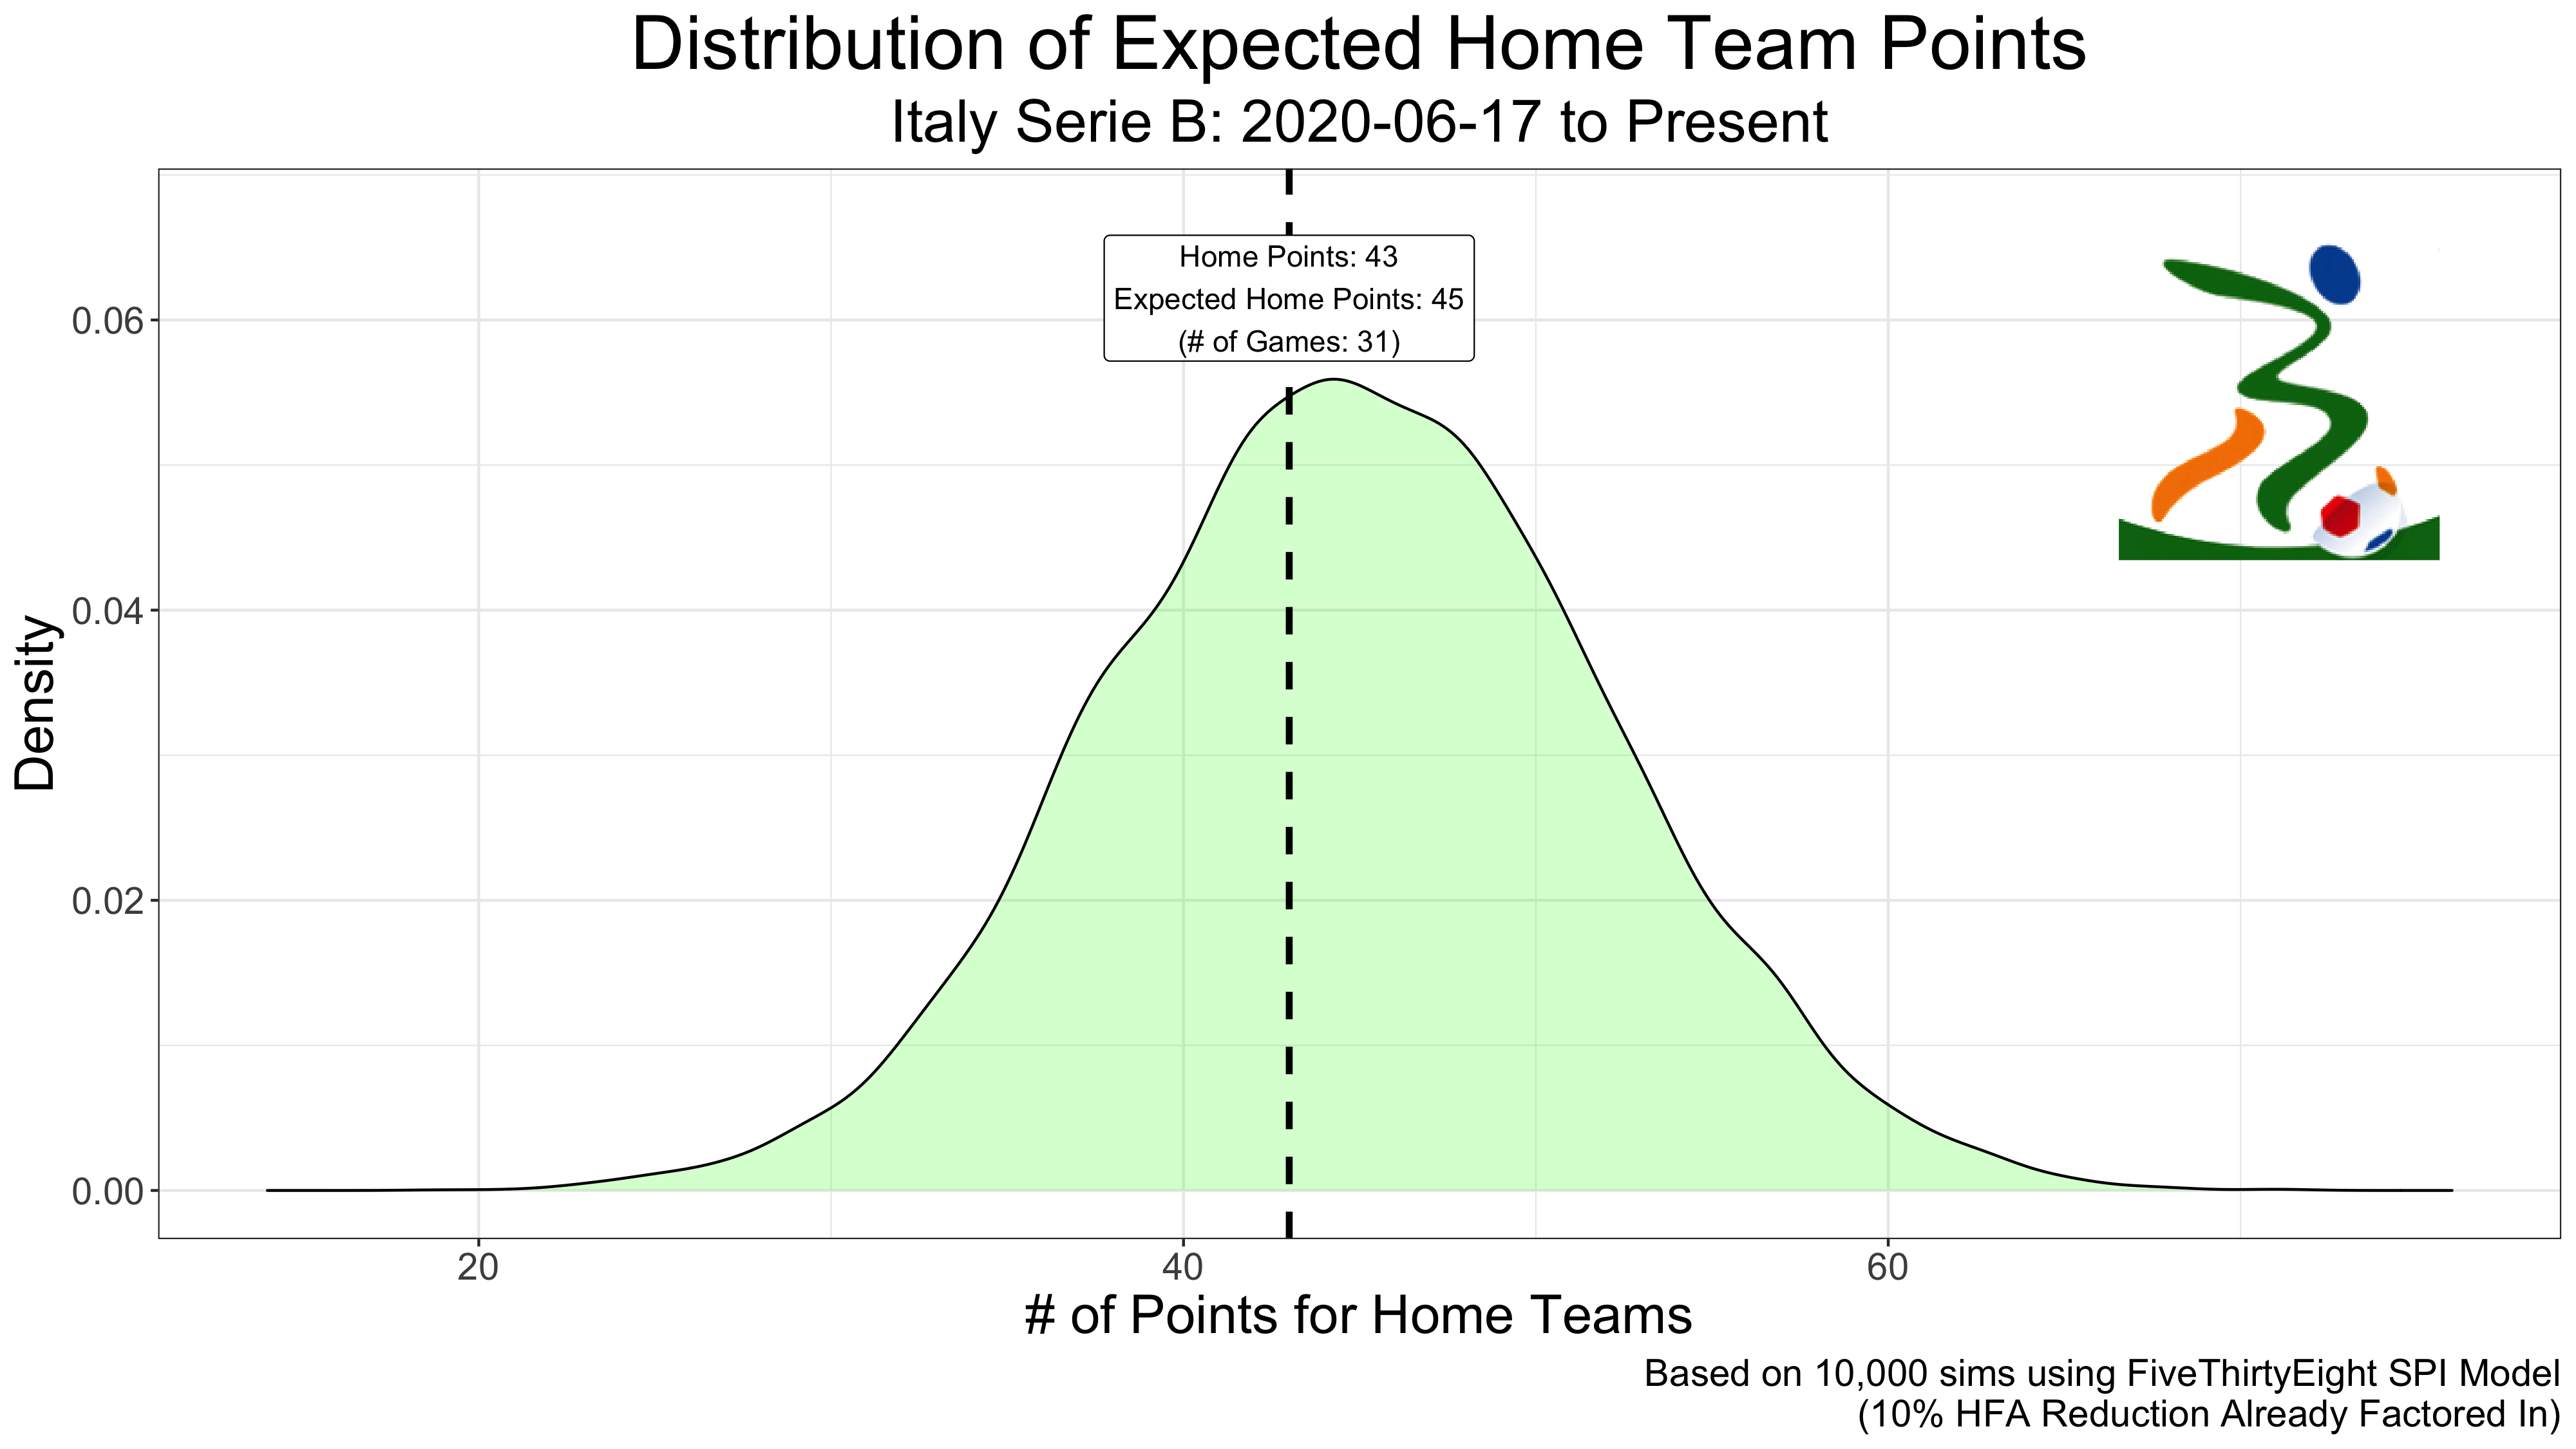 Distribution of Expected Home Team Points
Italy Serie B: 2020-06-17 to Present
Home Points: 43
Expected Home Points: 45
(# of Games: 31)
0.06
0.04
0.02
0.00
Density
20
40
60
# of Points for Home Teams
Based on 10,000 sims using FiveThirtyEight SPI Model
(10% HFA Reduction Already Factored In)